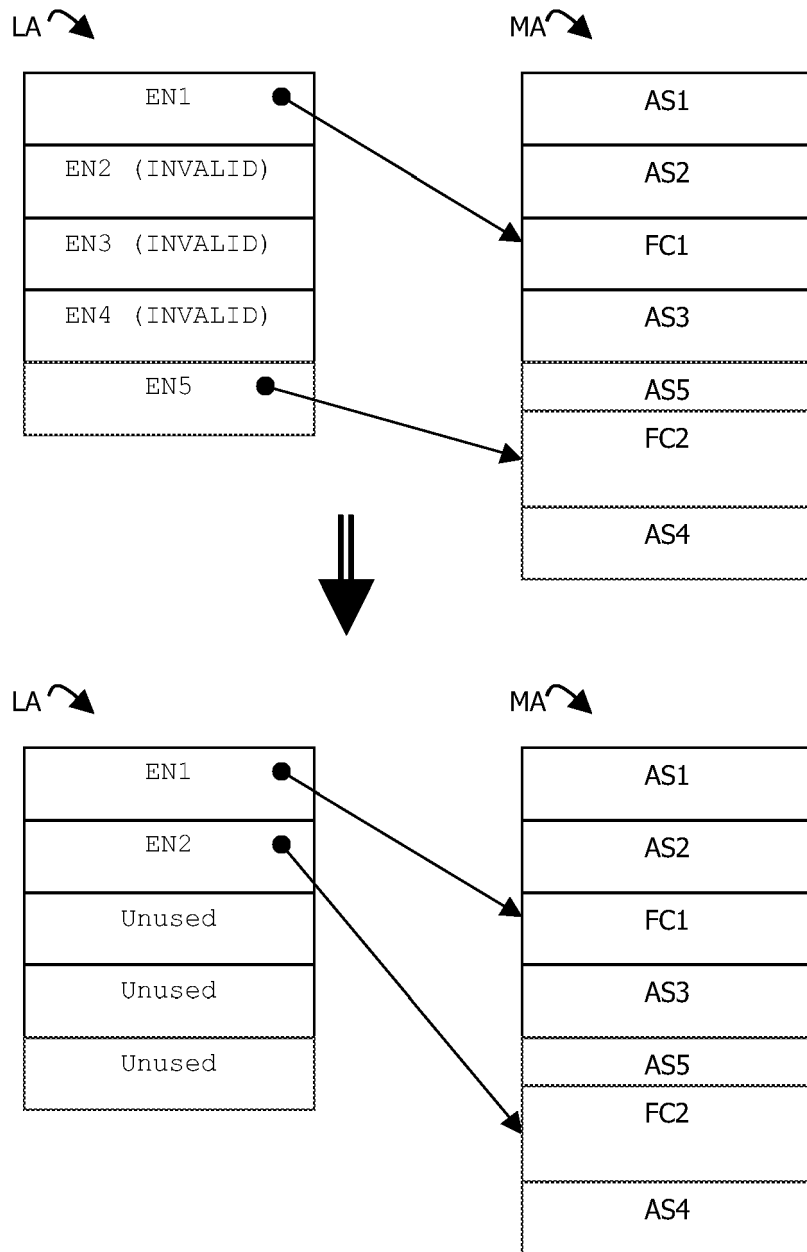 LA
MA
EN1
EN2 (INVALID)
EN3 (INVALID)
EN4 (INVALID)
EN5
AS1
AS2
FC1
AS3
AS5
FC2
AS4
LA
MA
EN1
EN2
Unused
Unused
Unused
AS1
AS2
FC1
AS3
AS5
FC2
AS4